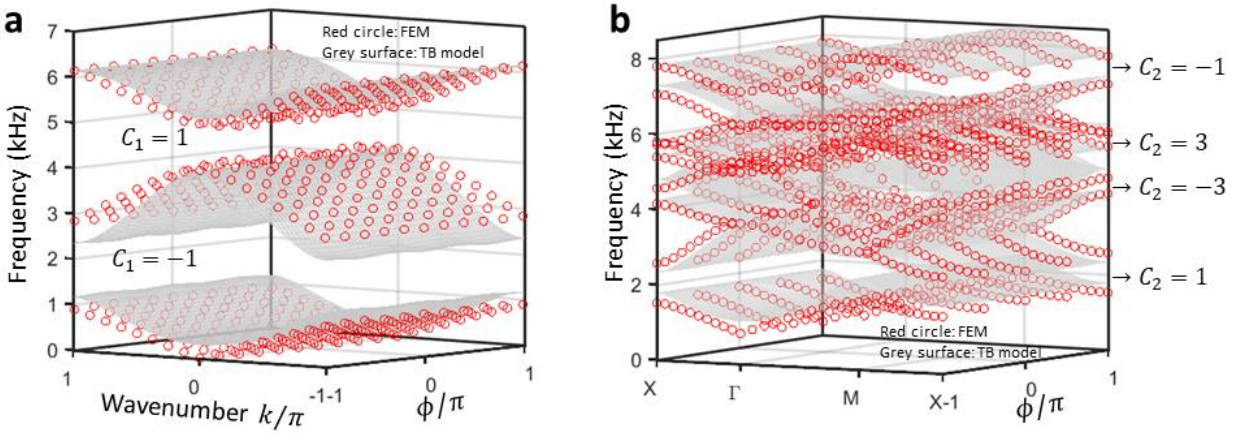 a
7
6
5
4
3
2
1
0
Frequency (kHz)
Red circle: FEM
Grey surface: TB model
C₁ = 1
C₁ = −1
1
0
-1
-1
0
1
Wavenumber k/π
ϕ/π
b
8
6
4
2
0
Frequency (kHz)
→ C₂ = −1
→ C₂ = 3
→ C₂ = −3
→ C₂ = 1
Red circle: FEM
Grey surface: TB model
X
Γ
M
X
-1
0
1
ϕ/π